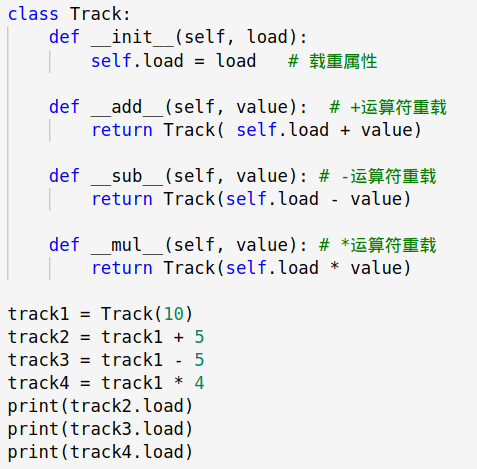 class Track:
    def __init__(self, load):
        self.load = load   # 载重属性
    def __add__(self, value):  # +运算符重载
        return Track( self.load + value)
    def __sub__(self, value): # -运算符重载
        return Track(self.load - value)
    def __mul__(self, value): # *运算符重载
        return Track(self.load * value)
track1 = Track(10)
track2 = track1 + 5
track3 = track1 - 5
track4 = track1 * 4
print(track2.load)
print(track3.load)
print(track4.load)